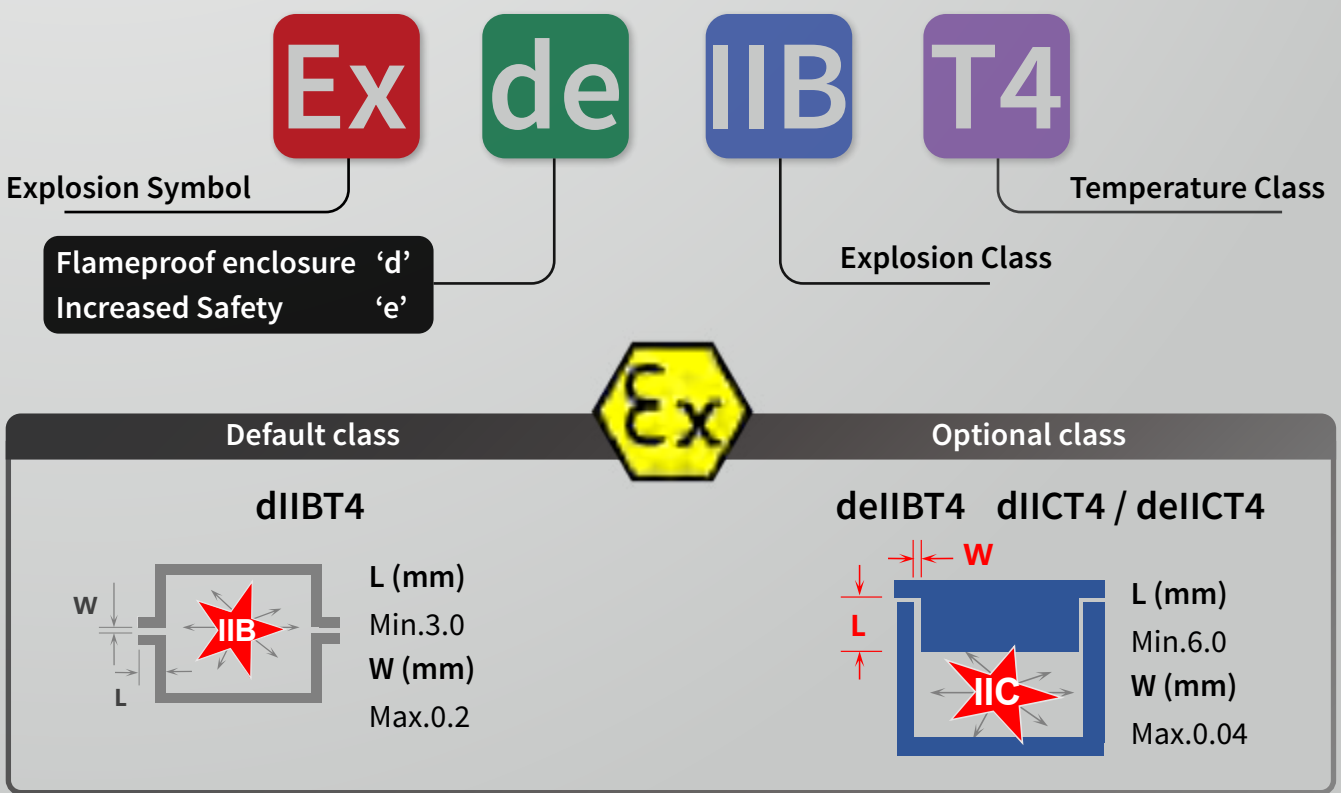 Ex de IIB T4
Explosion Symbol
Temperature Class
Flameproof enclosure ‘d’
Increased Safety ‘e’
Explosion Class
Ex
Default class
Optional class
dIIBT4
W
L
IIB
L (mm)
Min.3.0
W (mm)
Max.0.2
deIIBT4 dIICT4 / deIICT4
W
L
IIC
L (mm)
Min.6.0
W (mm)
Max.0.04